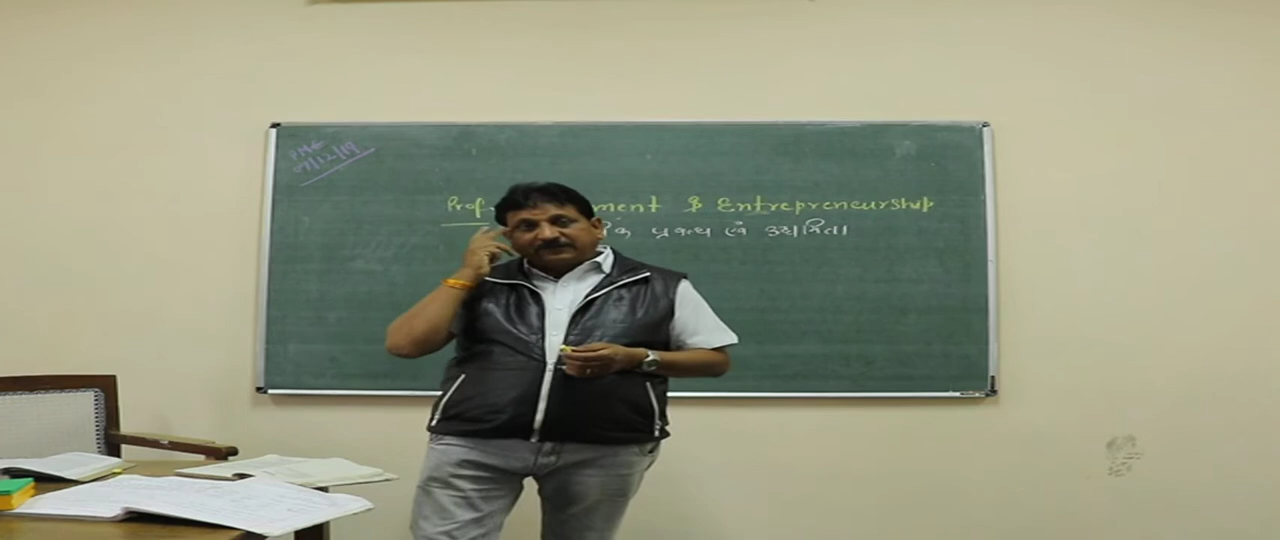 PME
07/12/19
Prof. ment & Entrepreneurship
िक प्रबन्ध एवं उद्यमिता